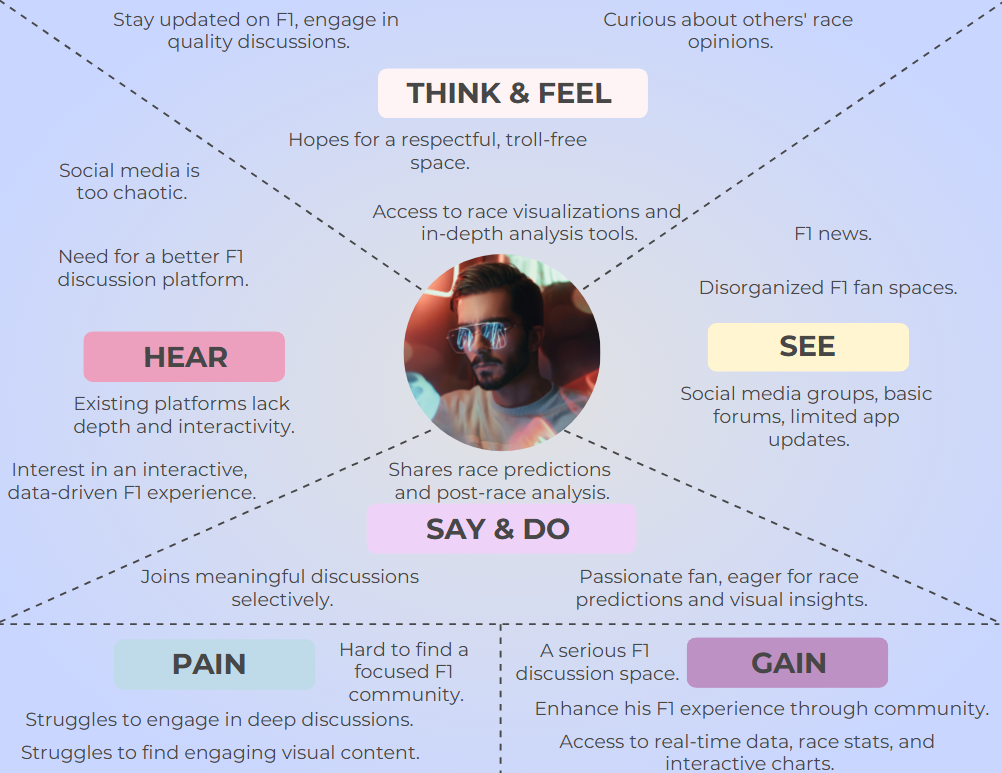 Stay updated on F1, engage in
quality discussions.
Curious about others' race
opinions.
THINK & FEEL
Hopes for a respectful, troll-free
space.
Access to race visualizations and
in-depth analysis tools.
Social media is
too chaotic.
Need for a better F1
discussion platform.
HEAR
Existing platforms lack
depth and interactivity.
Interest in an interactive,
data-driven F1 experience.
F1 news.
Disorganized F1 fan spaces.
SEE
Social media groups, basic
forums, limited app
updates.
Shares race predictions
and post-race analysis.
SAY & DO
Joins meaningful discussions
selectively.
Passionate fan, eager for race
predictions and visual insights.
PAIN
Hard to find a
focused F1
community.
Struggles to engage in deep discussions.
Struggles to find engaging visual content.
A serious F1
discussion space.
GAIN
Enhance his F1 experience through community.
Access to real-time data, race stats, and
interactive charts.